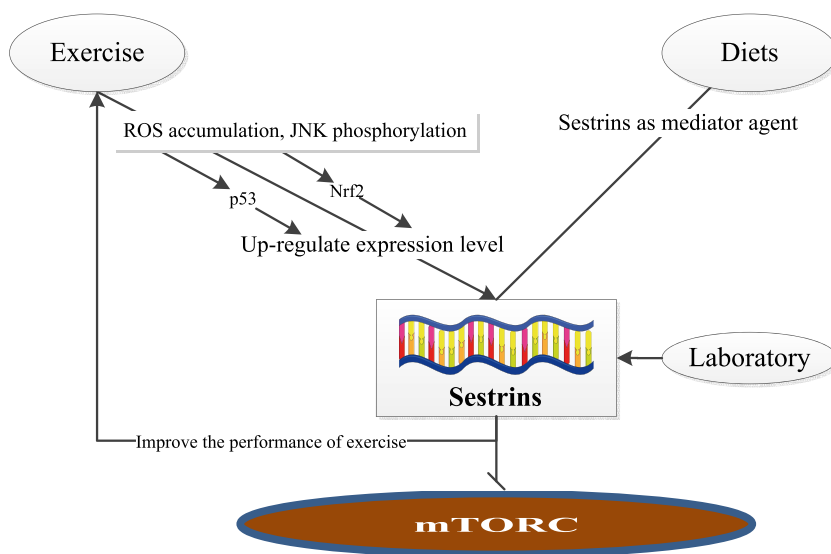 Exercise
Diets
ROS accumulation, JNK phosphorylation
Sestrins as mediator agent
p53
Nrf2
Up-regulate expression level
Sestrins
Laboratory
Improve the performance of exercise
mTORC